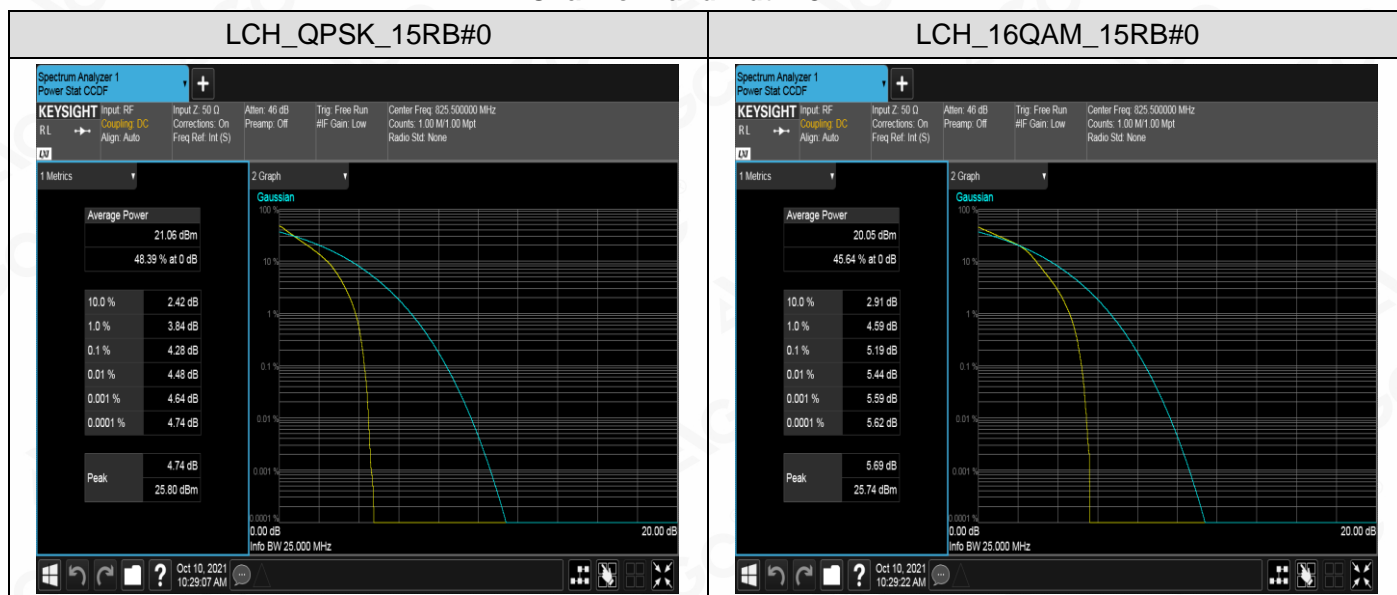 LCH_QPSK_15RB#0
LCH_16QAM_15RB#0
Spectrum Analyzer 1
Power Stat CCDF
+
KEYSIGHT
RL
LXI
Input: RF
Coupling: DC
Align: Auto
Input Z: 50 Ω
Corrections: On
Freq Ref: Int (S)
Atten: 46 dB
Preamp: Off
Trig: Free Run
#IF Gain: Low
Center Freq: 825.500000 MHz
Counts: 1.00 M/1.00 Mpt
Radio Std: None
1 Metrics
Average Power
21.06 dBm
48.39 % at 0 dB
10.0 % 2.42 dB
1.0 % 3.84 dB
0.1 % 4.28 dB
0.01 % 4.48 dB
0.001 % 4.64 dB
0.0001 % 4.74 dB
Peak
4.74 dB
25.80 dBm
2 Graph
Gaussian
100 %
10 %
1 %
0.1 %
0.01 %
0.001 %
0.0001 %
0.00 dB
20.00 dB
Info BW 25.000 MHz
?
Oct 10, 2021
10:29:07 AM
Spectrum Analyzer 1
Power Stat CCDF
+
KEYSIGHT
RL
LXI
Input: RF
Coupling: DC
Align: Auto
Input Z: 50 Ω
Corrections: On
Freq Ref: Int (S)
Atten: 46 dB
Preamp: Off
Trig: Free Run
#IF Gain: Low
Center Freq: 825.500000 MHz
Counts: 1.00 M/1.00 Mpt
Radio Std: None
1 Metrics
Average Power
20.05 dBm
45.64 % at 0 dB
10.0 % 2.91 dB
1.0 % 4.59 dB
0.1 % 5.19 dB
0.01 % 5.44 dB
0.001 % 5.59 dB
0.0001 % 5.62 dB
Peak
5.69 dB
25.74 dBm
2 Graph
Gaussian
100 %
10 %
1 %
0.1 %
0.01 %
0.001 %
0.0001 %
0.00 dB
20.00 dB
Info BW 25.000 MHz
?
Oct 10, 2021
10:29:22 AM